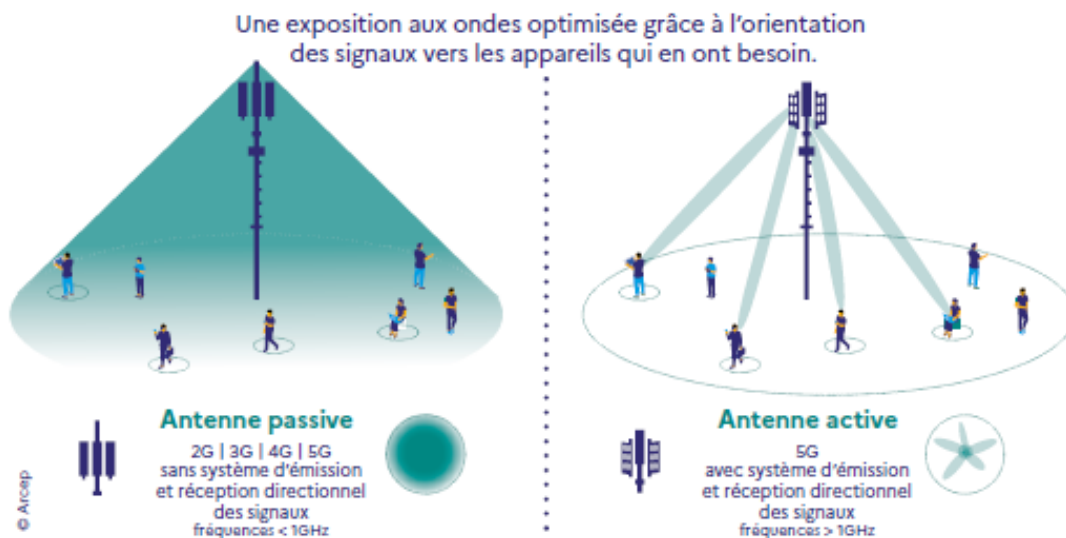 Une exposition aux ondes optimisée grâce à l'orientation
des signaux vers les appareils qui en ont besoin.
Antenne passive
2G | 3G | 4G | 5G
sans système d'émission
et réception directionnel
des signaux
fréquences < 1GHz
Antenne active
5G
avec système d'émission
et réception directionnel
des signaux
fréquences > 1GHz
© Arcep